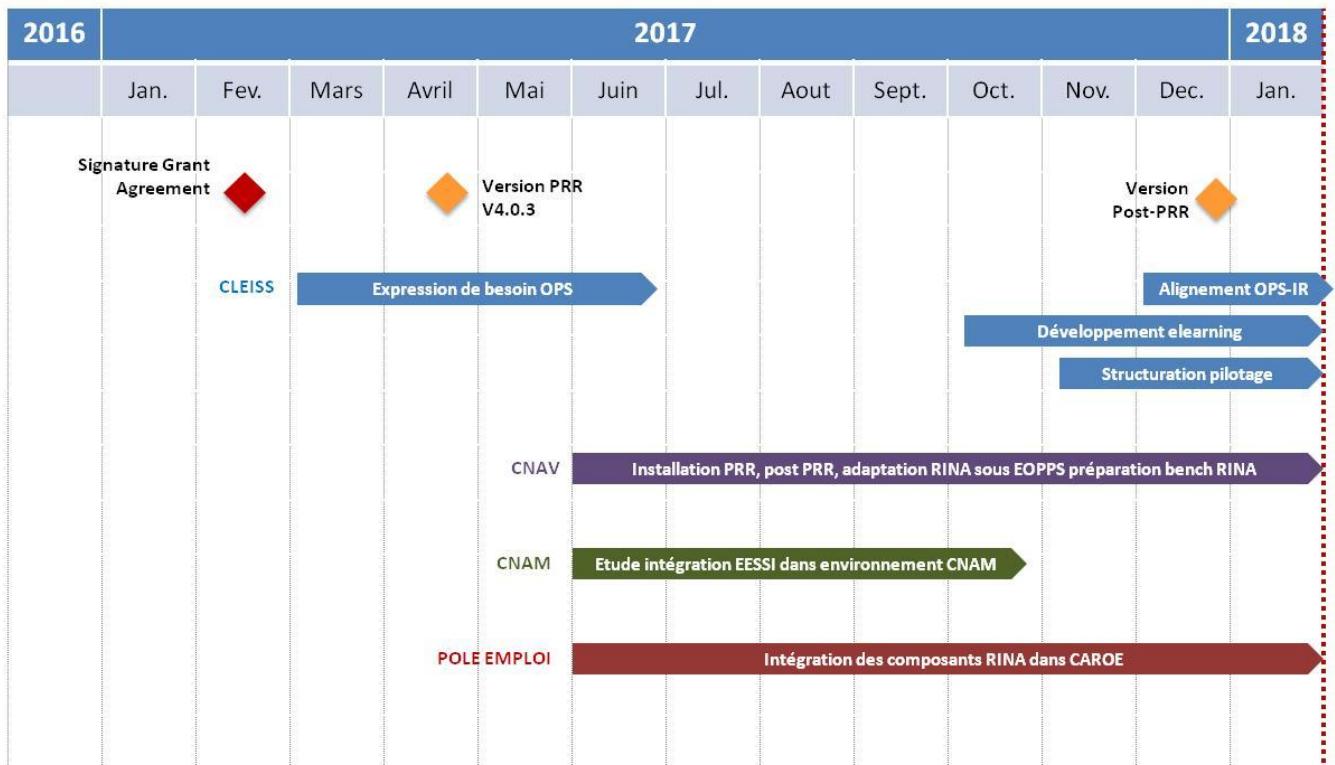 2016 2017 2018
Jan. Fev. Mars Avril Mai Juin Jul. Aout Sept. Oct. Nov. Dec. Jan.
Signature Grant
Agreement
Version PRR
V4.0.3
Version
Post-PRR
CLEISS Expression de besoin OPS Alignement OPS-IR
Développement elearning
Structuration pilotage
CNAV Installation PRR, post PRR, adaptation RINA sous EOPPS préparation bench RINA
CNAM Etude intégration EESSI dans environnement CNAM
POLE EMPLOI Intégration des composants RINA dans CAROE